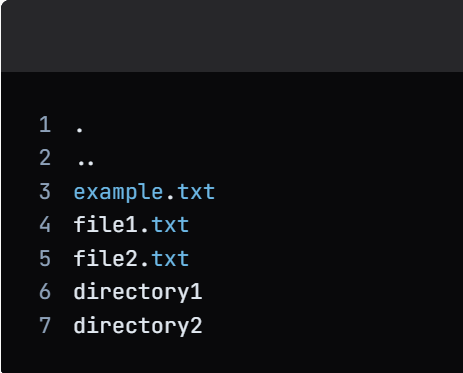 1 .
2 ..
3 example.txt
4 file1.txt
5 file2.txt
6 directory1
7 directory2